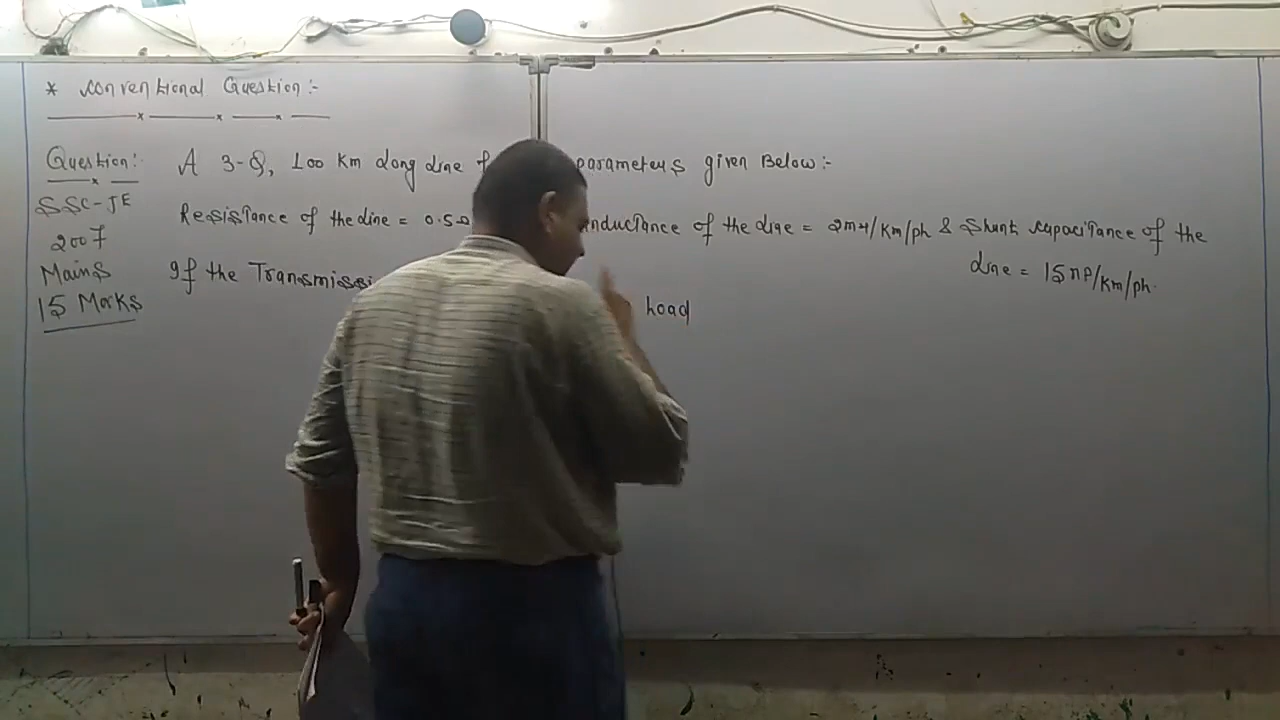 * Conventional Question:-
Question:- A 3-Φ, 100 Km Long Line parameters given Below:-
SSC-JE
2007
Mains
15 Marks
Resistance of the Line = 0.5Ω inductance of the Line = 2mH/Km/ph & Shunt capacitance of the
Line = 15nF/Km/ph.
If the Transmissi
Load